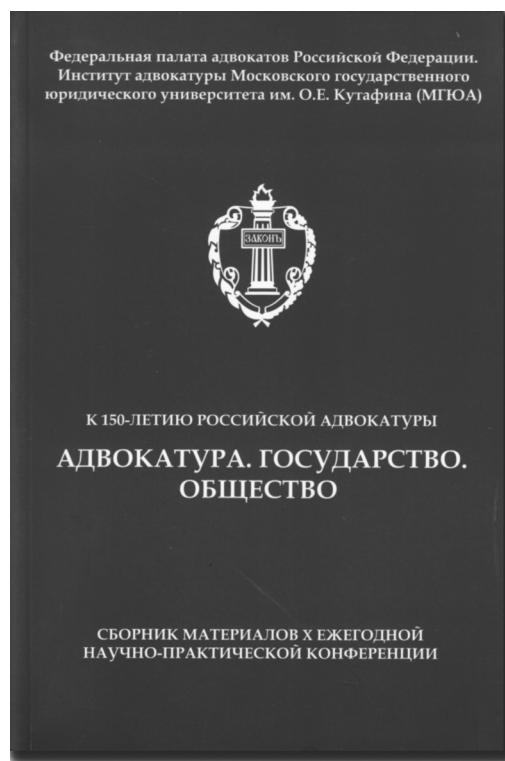 Федеральная палата адвокатов Российской Федерации.
Институт адвокатуры Московского государственного
юридического университета им. О.Е. Кутафина (МГЮА)
ЗАКОНЪ
К 150-ЛЕТИЮ РОССИЙСКОЙ АДВОКАТУРЫ
АДВОКАТУРА. ГОСУДАРСТВО.
ОБЩЕСТВО
СБОРНИК МАТЕРИАЛОВ X ЕЖЕГОДНОЙ
НАУЧНО-ПРАКТИЧЕСКОЙ КОНФЕРЕНЦИИ